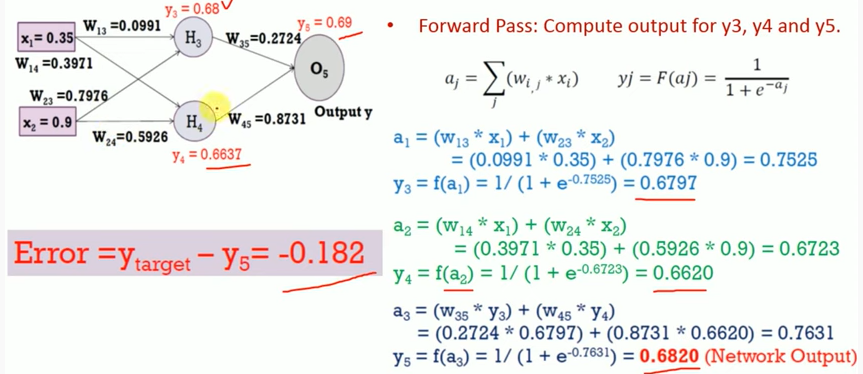 y3 = 0.68
W13 =0.0991
y5 = 0.69
x1= 0.35
H3
W35=0.2724
W14 =0.3971
O5
W23 =0.7976
x2 = 0.9
H4
W45 =0.8731
Output y
W24=0.5926
y4 = 0.6637
Error =ytarget – y5= -0.182
• Forward Pass: Compute output for y3, y4 and y5.
aj = ∑j(wi,j * xi) yj = F(aj) = 1 / 1 + e^-aj
a1 = (w13 * x1) + (w23 * x2)
= (0.0991 * 0.35) + (0.7976 * 0.9) = 0.7525
y3 = f(a1) = 1/ (1 + e^-0.7525) = 0.6797
a2 = (w14 * x1) + (w24 * x2)
= (0.3971 * 0.35) + (0.5926 * 0.9) = 0.6723
y4 = f(a2) = 1/ (1 + e^-0.6723) = 0.6620
a3 = (w35 * y3) + (w45 * y4)
= (0.2724 * 0.6797) + (0.8731 * 0.6620) = 0.7631
y5 = f(a3) = 1/ (1 + e^-0.7631) = 0.6820 (Network Output)